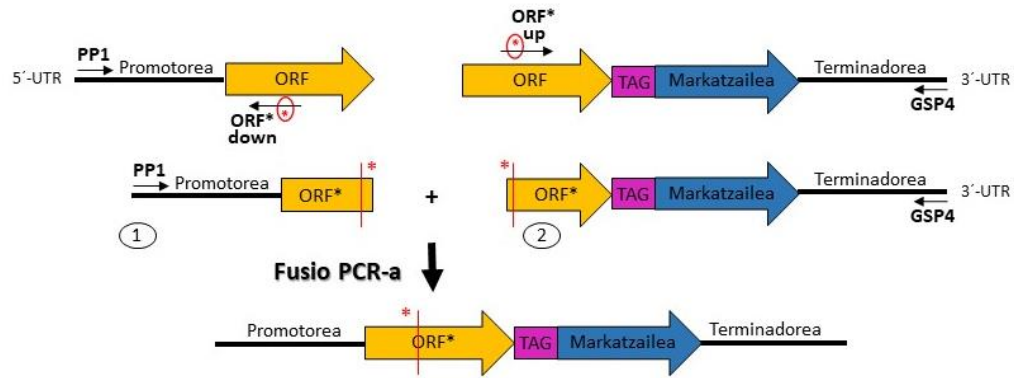 PP1 Promotorea
5´-UTR ORF
*
ORF*
down
ORF*
up
*
ORF TAG Markatzailea Terminadorea
3´-UTR
GSP4
PP1 Promotorea
ORF*
*
+
*
ORF* TAG Markatzailea Terminadorea
3´-UTR
GSP4
1
2
Fusio PCR-a
*
Promotorea ORF* TAG Markatzailea Terminadorea